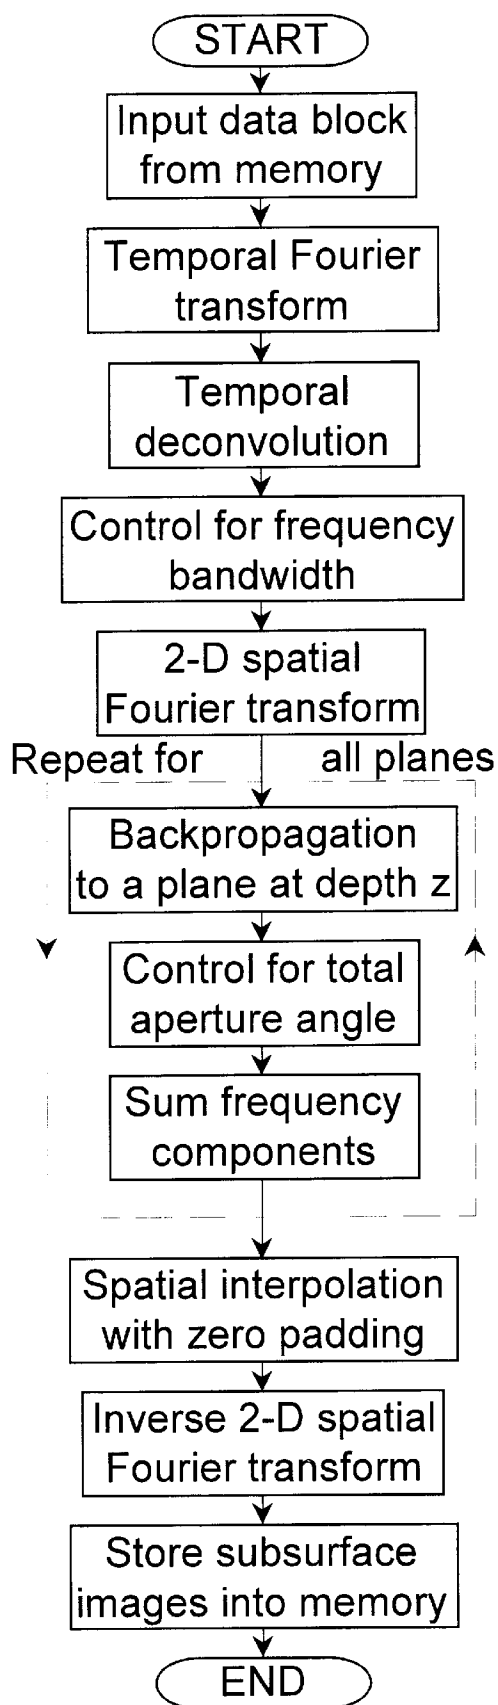 START
Input data block
from memory
Temporal Fourier
transform
Temporal
deconvolution
Control for frequency
bandwidth
2-D spatial
Fourier transform
Repeat for all planes
Backpropagation
to a plane at depth z
Control for total
aperture angle
Sum frequency
components
Spatial interpolation
with zero padding
Inverse 2-D spatial
Fourier transform
Store subsurface
images into memory
END